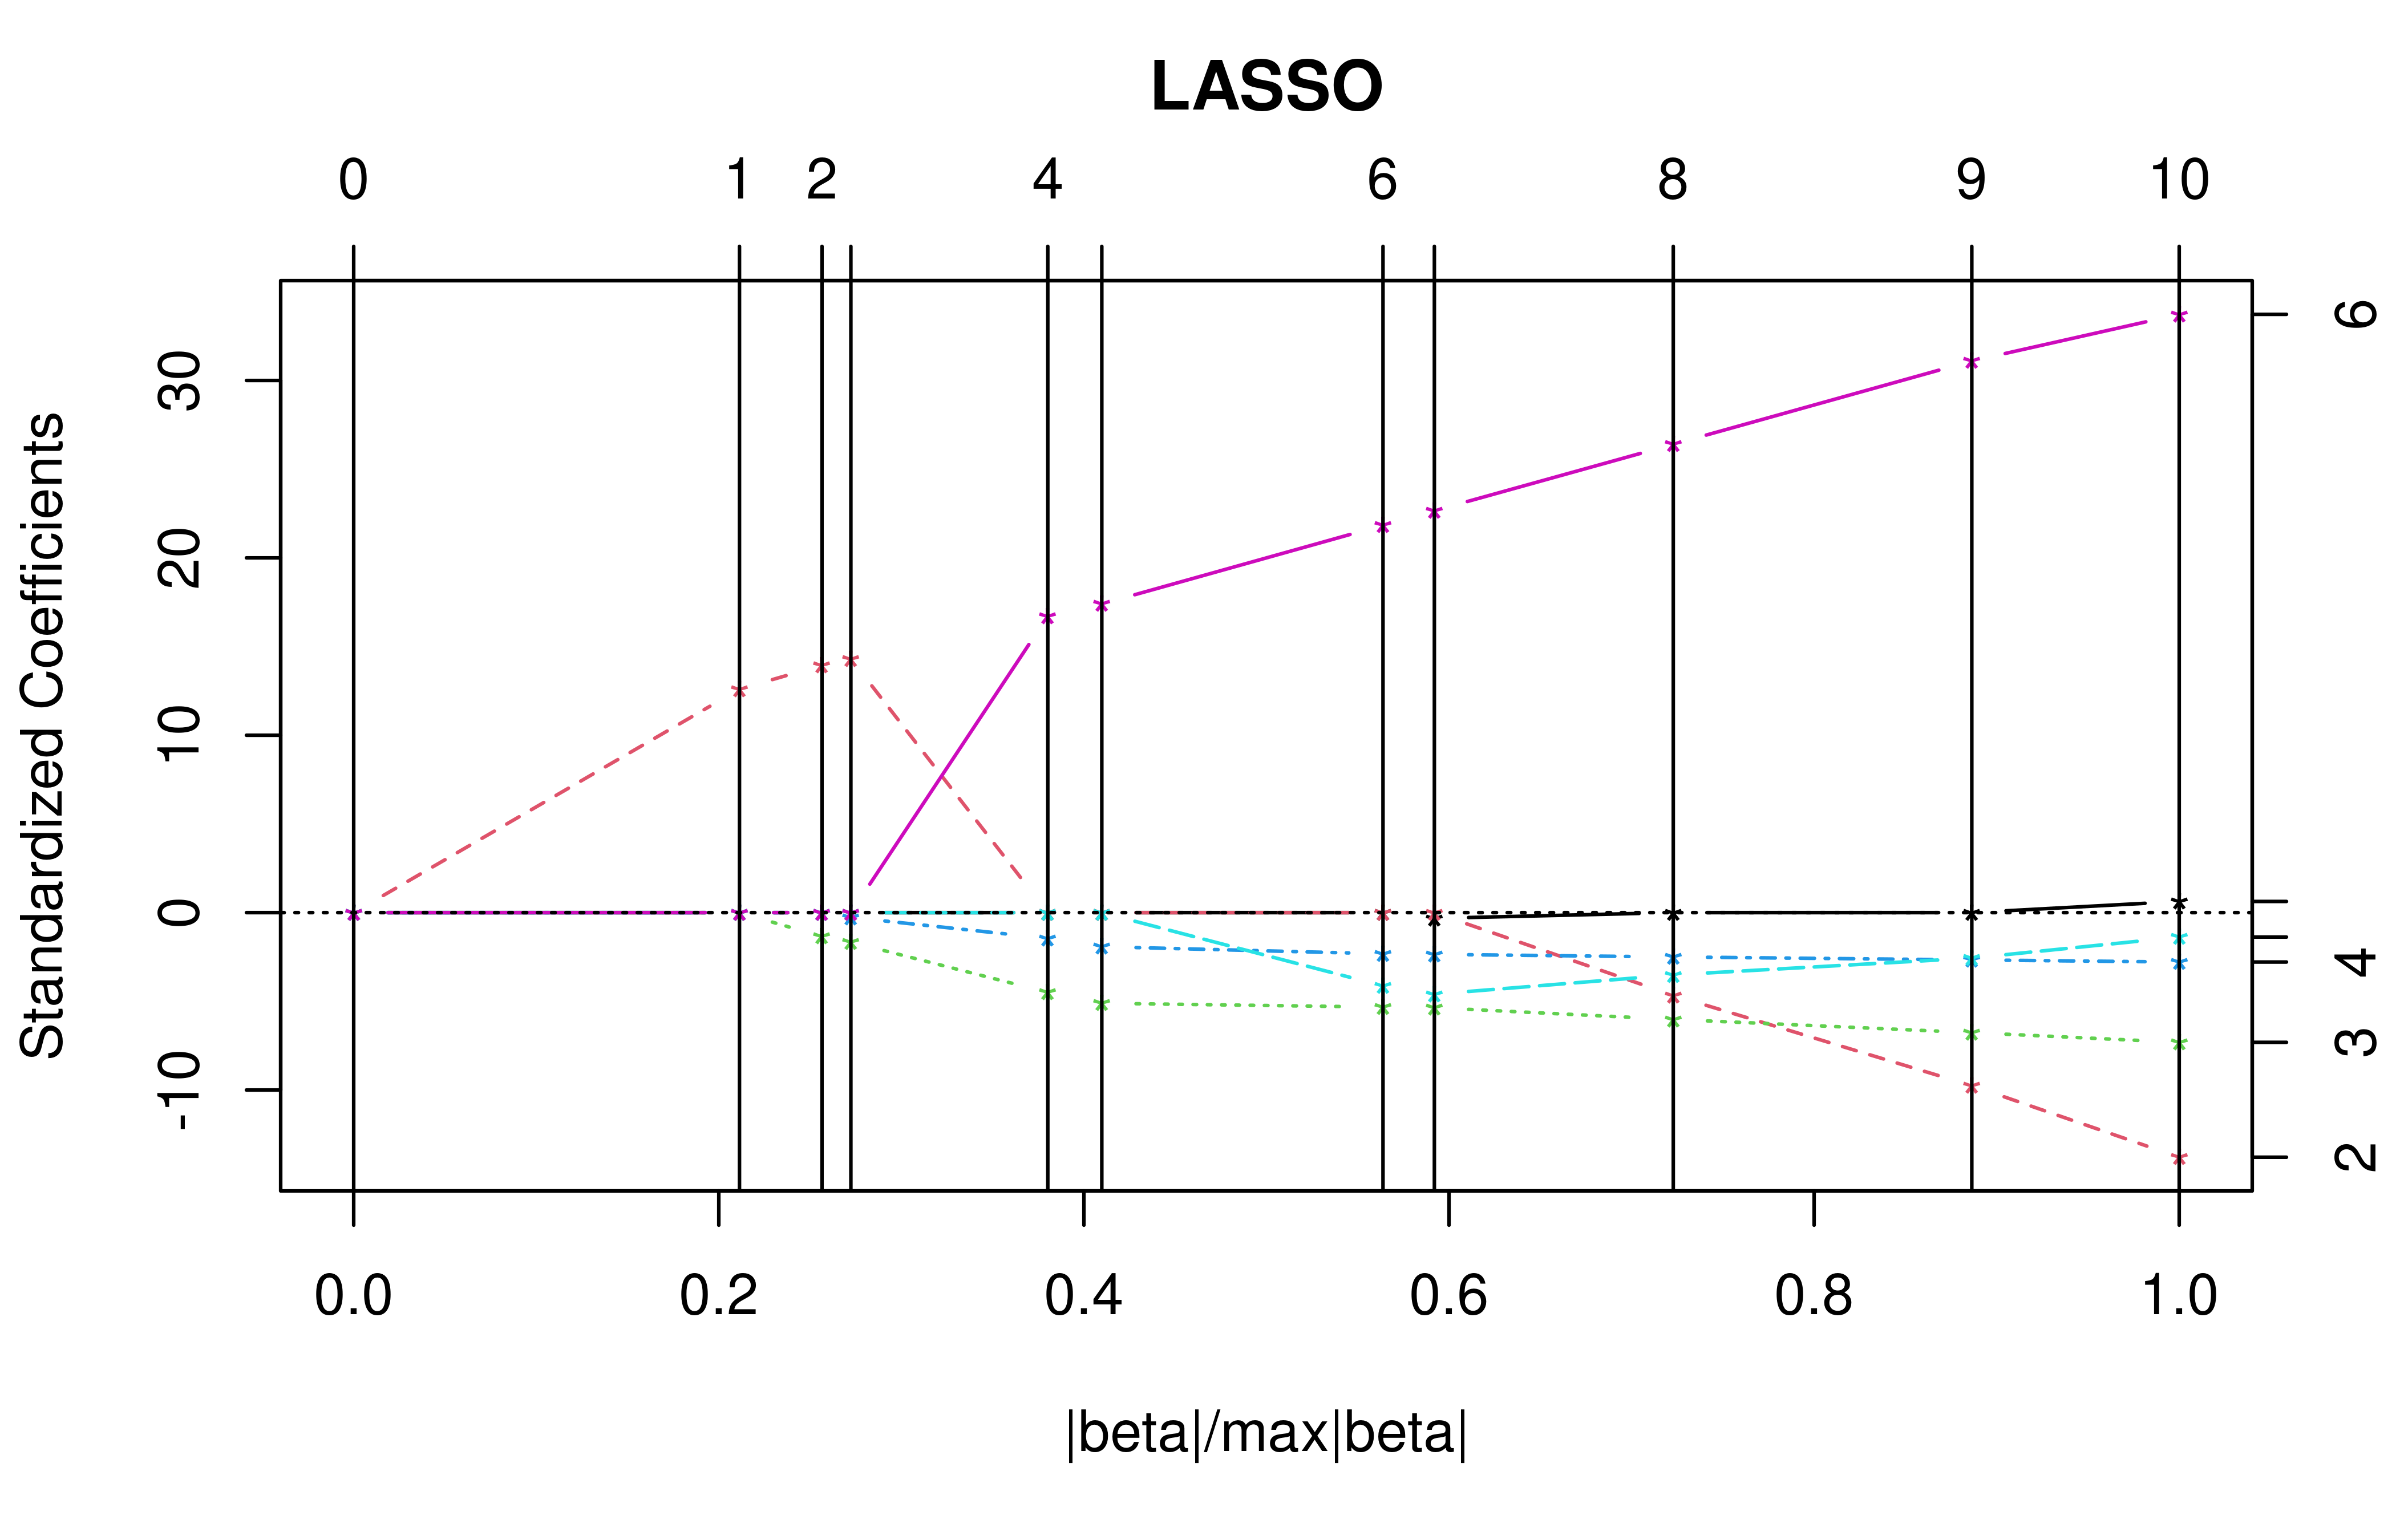 LASSO
0 1 2 4 6 8 9 10
Standardized Coefficients
30
20
10
0
-10
6
4
3
2
0.0 0.2 0.4 0.6 0.8 1.0
|beta|/max|beta|